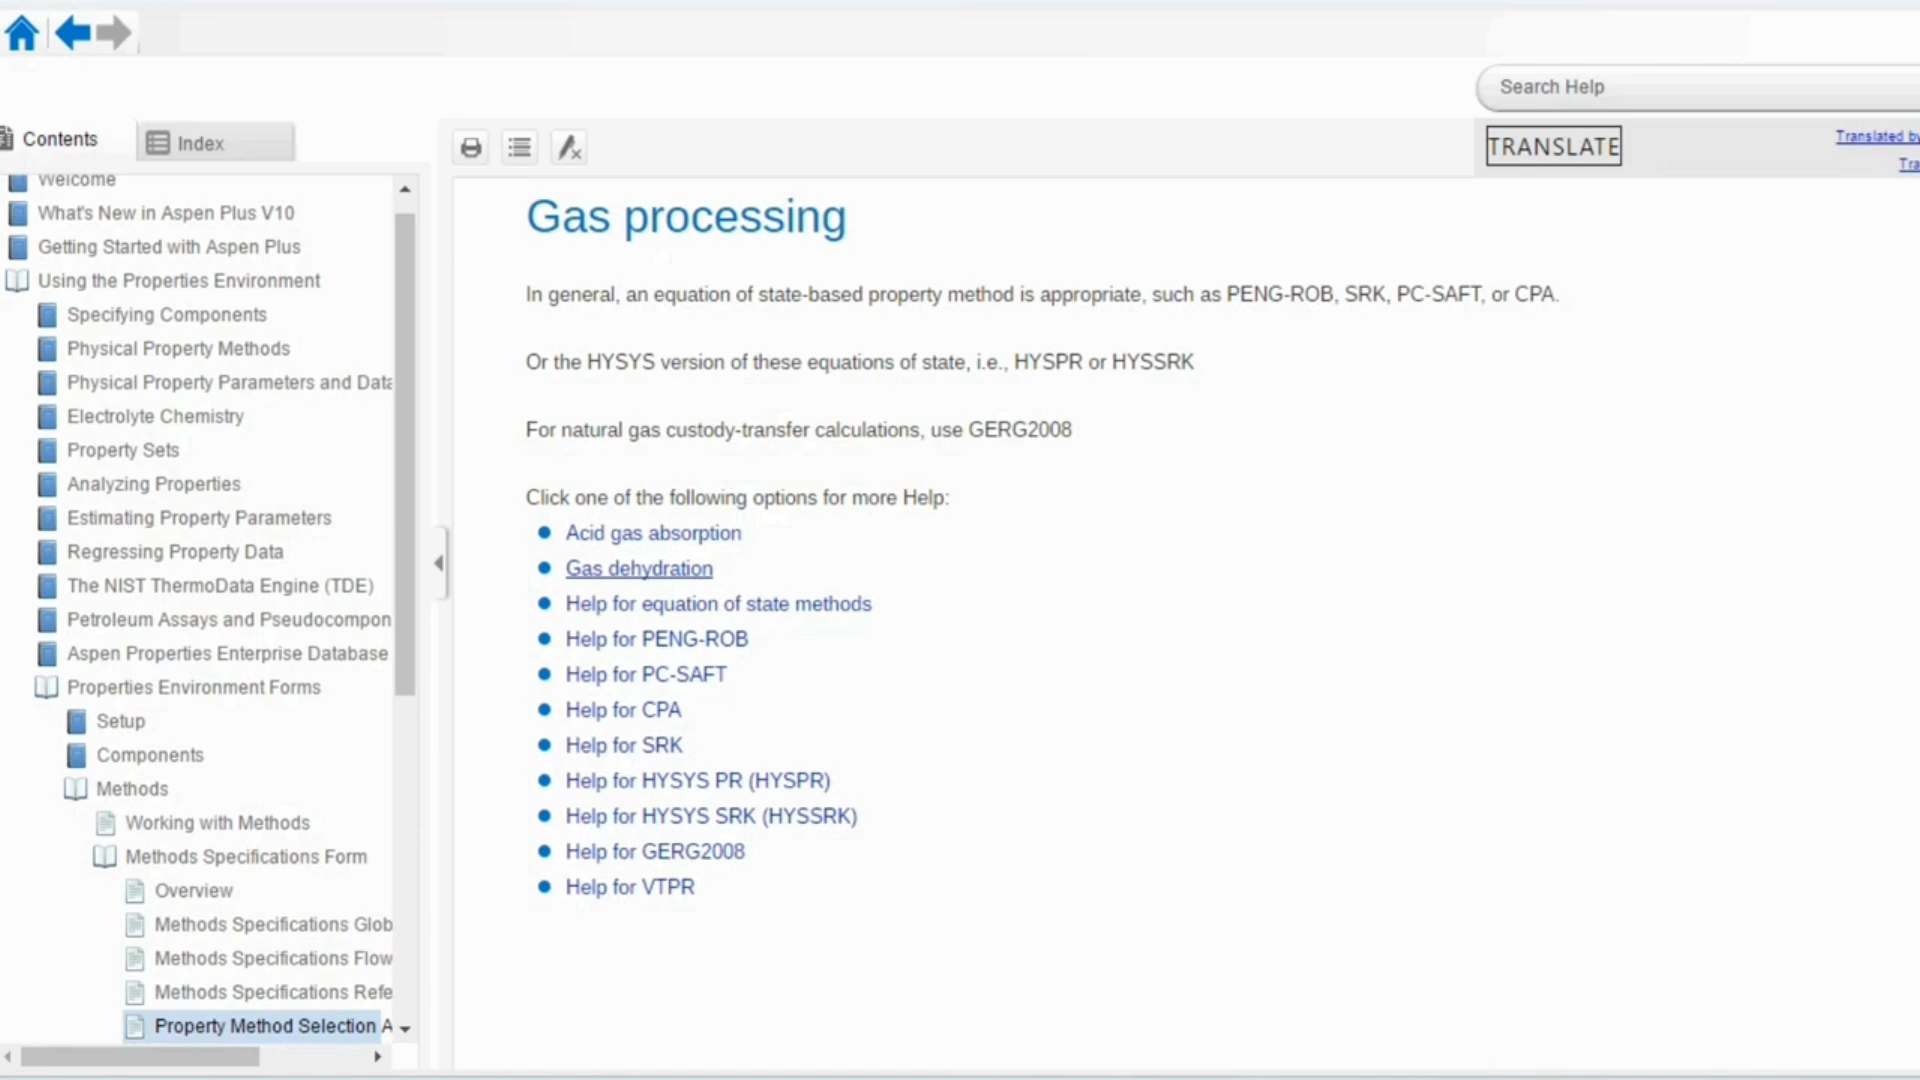 Search Help
Contents
Index
TRANSLATE
Translated by
Welcome
What's New in Aspen Plus V10
Getting Started with Aspen Plus
Using the Properties Environment
Specifying Components
Physical Property Methods
Physical Property Parameters and Data
Electrolyte Chemistry
Property Sets
Analyzing Properties
Estimating Property Parameters
Regressing Property Data
The NIST ThermoData Engine (TDE)
Petroleum Assays and Pseudocompon
Aspen Properties Enterprise Database
Properties Environment Forms
Setup
Components
Methods
Working with Methods
Methods Specifications Form
Overview
Methods Specifications Glob
Methods Specifications Flow
Methods Specifications Refe
Property Method Selection A
Gas processing
In general, an equation of state-based property method is appropriate, such as PENG-ROB, SRK, PC-SAFT, or CPA.
Or the HYSYS version of these equations of state, i.e., HYSPR or HYSSRK
For natural gas custody-transfer calculations, use GERG2008
Click one of the following options for more Help:
Acid gas absorption
Gas dehydration
Help for equation of state methods
Help for PENG-ROB
Help for PC-SAFT
Help for CPA
Help for SRK
Help for HYSYS PR (HYSPR)
Help for HYSYS SRK (HYSSRK)
Help for GERG2008
Help for VTPR